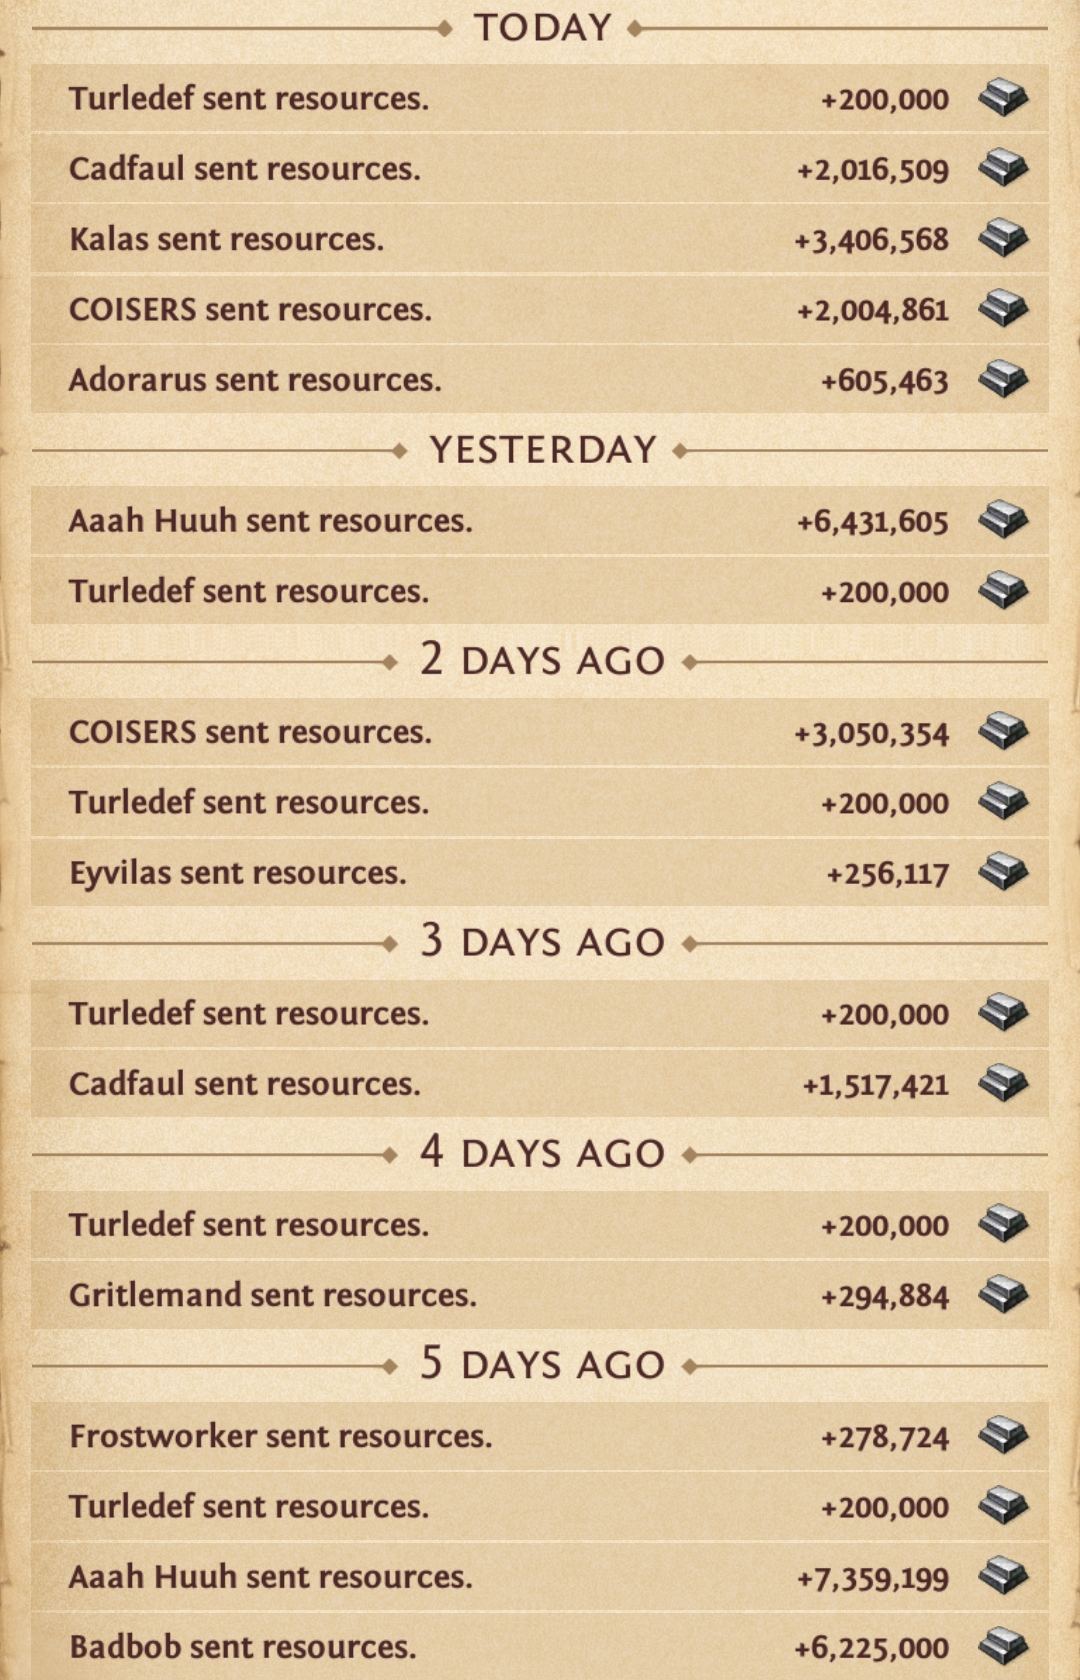 TODAY
Turledef sent resources. +200,000
Cadfaul sent resources. +2,016,509
Kalas sent resources. +3,406,568
COISERS sent resources. +2,004,861
Adorarus sent resources. +605,463
YESTERDAY
Aaah Huuh sent resources. +6,431,605
Turledef sent resources. +200,000
2 DAYS AGO
COISERS sent resources. +3,050,354
Turledef sent resources. +200,000
Eyvilas sent resources. +256,117
3 DAYS AGO
Turledef sent resources. +200,000
Cadfaul sent resources. +1,517,421
4 DAYS AGO
Turledef sent resources. +200,000
Gritlemand sent resources. +294,884
5 DAYS AGO
Frostworker sent resources. +278,724
Turledef sent resources. +200,000
Aaah Huuh sent resources. +7,359,199
Badbob sent resources. +6,225,000